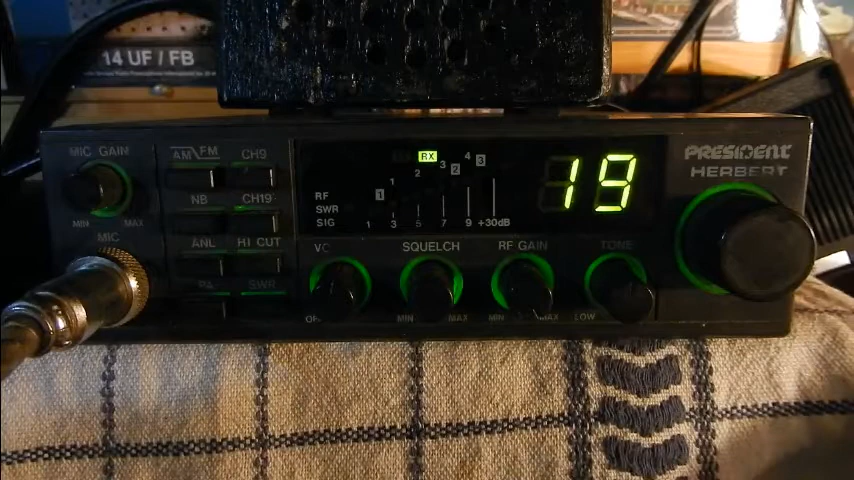 14 UF / FB
MIC GAIN
MIN MAX
MIC
AM FM CH9
NB CH19
ANL HI CUT
PA SWR
RX
1 2 3 4
1 2 3
RF
SWR
SIG 1 3 5 7 9 +30dB
19
PRESIDENT
HERBERT
VC SQUELCH RF GAIN TONE
MIN MAX MIN MAX LOW